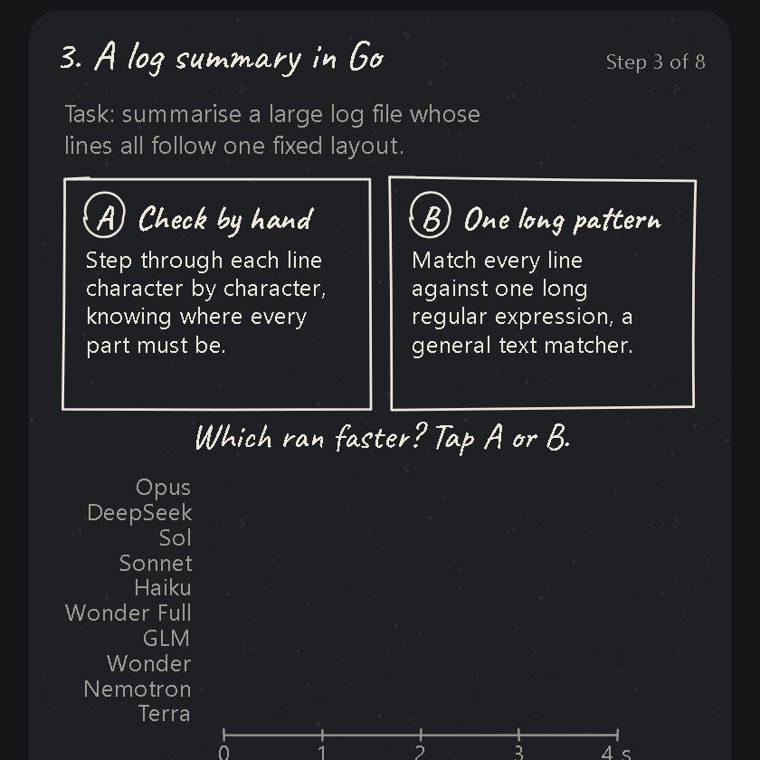 3. A log summary in Go
Step 3 of 8
Task: summarise a large log file whose
lines all follow one fixed layout.
A Check by hand
Step through each line
character by character,
knowing where every
part must be.
B One long pattern
Match every line
against one long
regular expression, a
general text matcher.
Which ran faster? Tap A or B.
Opus
DeepSeek
Sol
Sonnet
Haiku
Wonder Full
GLM
Wonder
Nemotron
Terra
0 1 2 3 4 s